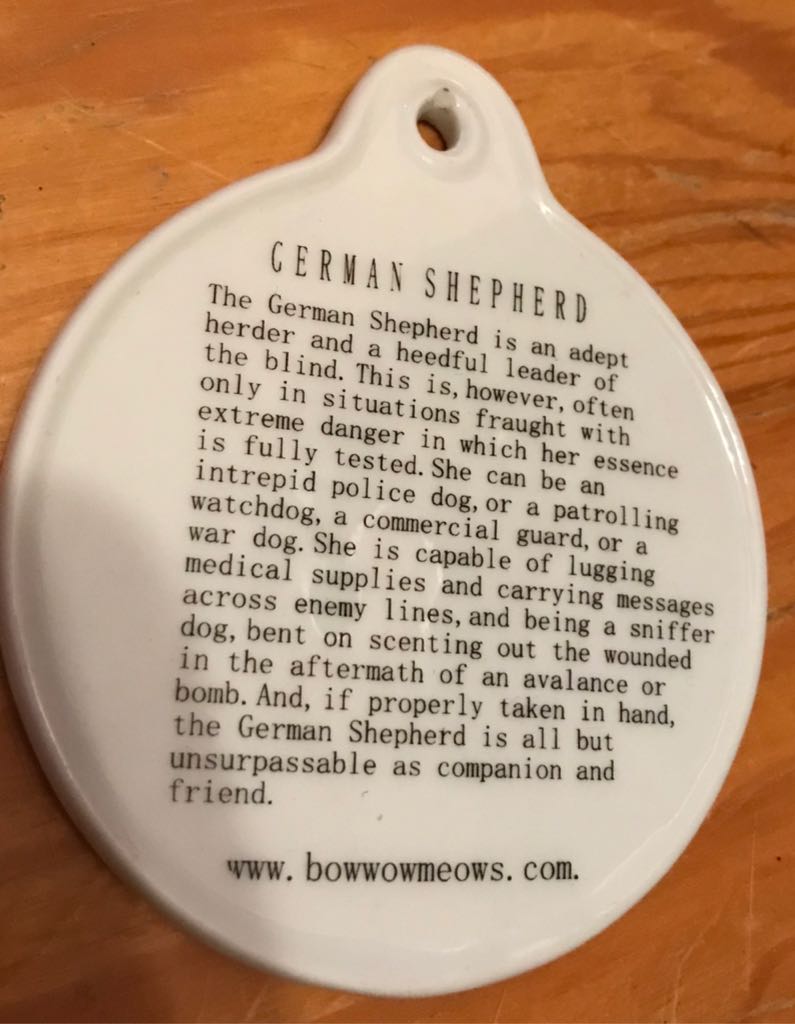 GERMAN SHEPHERD
The German Shepherd is an adept
herder and a heedful leader of
the blind. This is, however, often
only in situations fraught with
extreme danger in which her essence
is fully tested. She can be an
intrepid police dog, or a patrolling
watchdog, a commercial guard, or a
war dog. She is capable of lugging
medical supplies and carrying messages
across enemy lines, and being a sniffer
dog, bent on scenting out the wounded
in the aftermath of an avalance or
bomb. And, if properly taken in hand,
the German Shepherd is all but
unsurpassable as companion and
friend.
www. bowwowmeows. com.